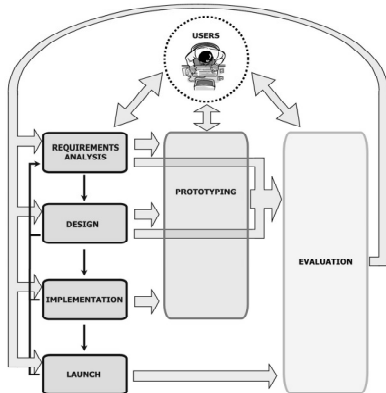 USERS
REQUIREMENTS
ANALYSIS
PROTOTYPING
DESIGN
EVALUATION
IMPLEMENTATION
LAUNCH